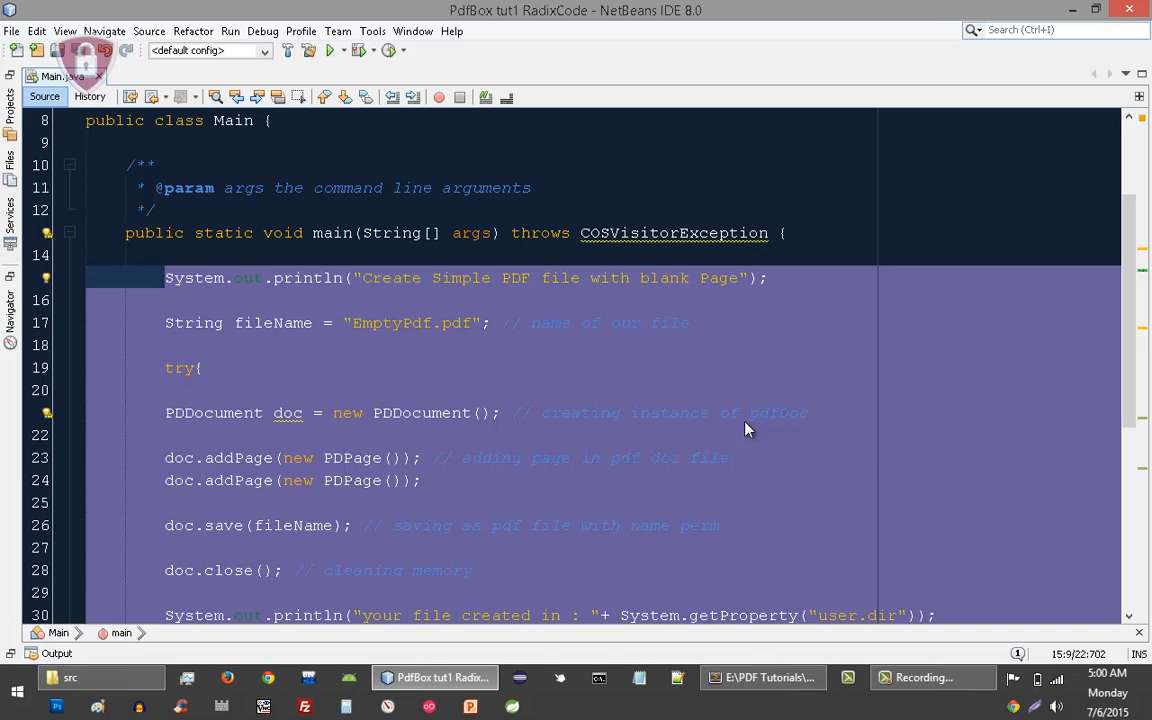 PdfBox tut1 RadixCode - NetBeans IDE 8.0
File Edit View Navigate Source Refactor Run Debug Profile Team Tools Window Help
Search (Ctrl+I)
<default config>
Main.java
Source History
Projects
Files
Services
Navigator
8 public class Main {
9
10 /**
11 * @param args the command line arguments
12 */
public static void main(String[] args) throws COSVisitorException {
14
System.out.println("Create Simple PDF file with blank Page");
16
17 String fileName = "EmptyPdf.pdf"; // name of our file
18
19 try{
20
PDDocument doc = new PDDocument(); // creating instance of pdfDoc
22
23 doc.addPage(new PDPage()); // adding page in pdf doc file
24 doc.addPage(new PDPage());
25
26 doc.save(fileName); // saving as pdf file with name perm
27
28 doc.close(); // cleaning memory
29
30 System.out.println("your file created in : "+ System.getProperty("user.dir"));
Main main
Output
1 15:9/22:702 INS
src
PdfBox tut1 Radix...
E:\PDF Tutorials\...
Recording...
5:00 AM
Monday
7/6/2015